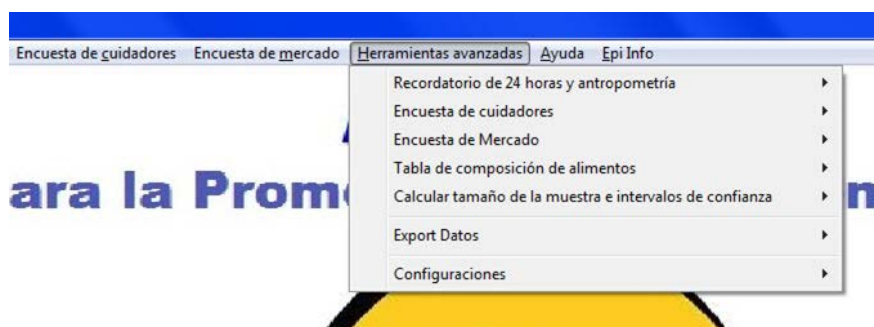 Encuesta de cuidadores Encuesta de mercado Herramientas avanzadas Ayuda Epi Info
Recordatorio de 24 horas y antropometría
Encuesta de cuidadores
Encuesta de Mercado
Tabla de composición de alimentos
ara la Prom
Calcular tamaño de la muestra e intervalos de confianza
Export Datos
Configuraciones